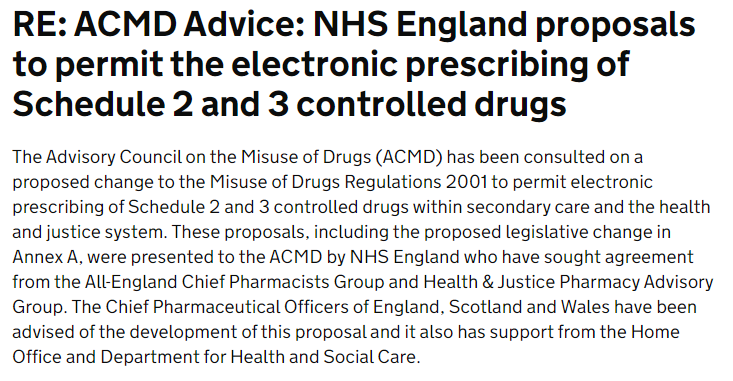 RE: ACMD Advice: NHS England proposals
to permit the electronic prescribing of
Schedule 2 and 3 controlled drugs
The Advisory Council on the Misuse of Drugs (ACMD) has been consulted on a
proposed change to the Misuse of Drugs Regulations 2001 to permit electronic
prescribing of Schedule 2 and 3 controlled drugs within secondary care and the health
and justice system. These proposals, including the proposed legislative change in
Annex A, were presented to the ACMD by NHS England who have sought agreement
from the All-England Chief Pharmacists Group and Health & Justice Pharmacy Advisory
Group. The Chief Pharmaceutical Officers of England, Scotland and Wales have been
advised of the development of this proposal and it also has support from the Home
Office and Department for Health and Social Care.